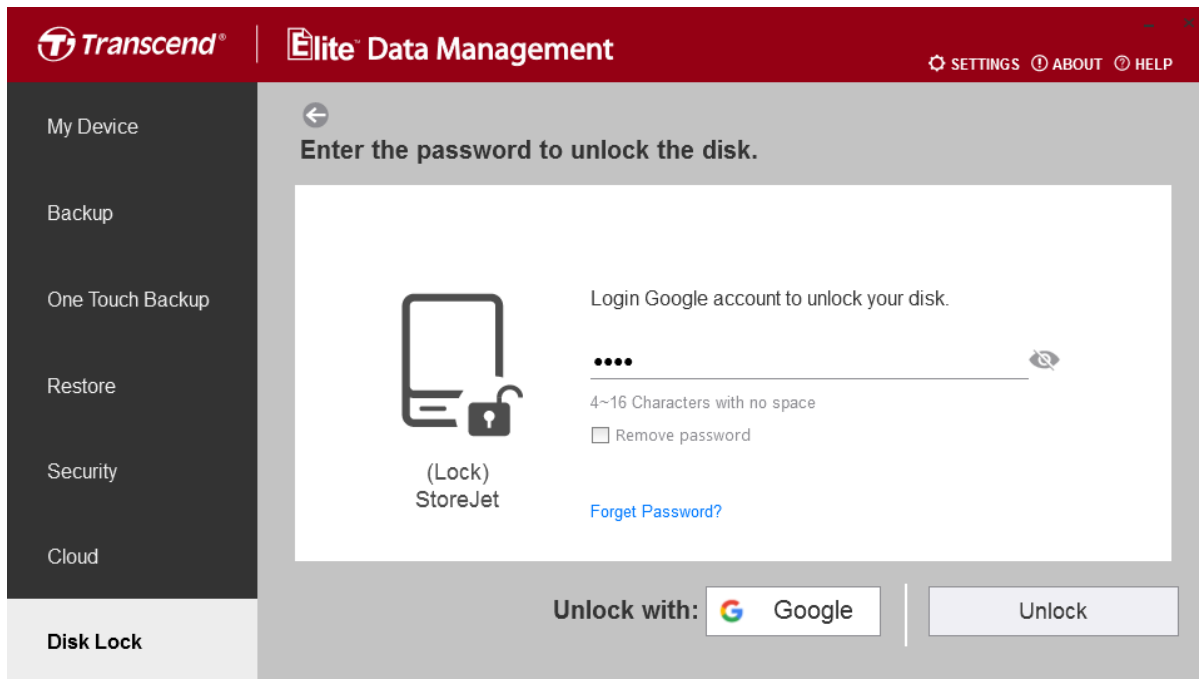 Transcend®
Elite™ Data Management
SETTINGS ABOUT HELP
My Device
Backup
One Touch Backup
Restore
Security
Cloud
Disk Lock
Enter the password to unlock the disk.
(Lock)
StoreJet
Login Google account to unlock your disk.
••••
4~16 Characters with no space
Remove password
Forget Password?
Unlock with:
Google
Unlock